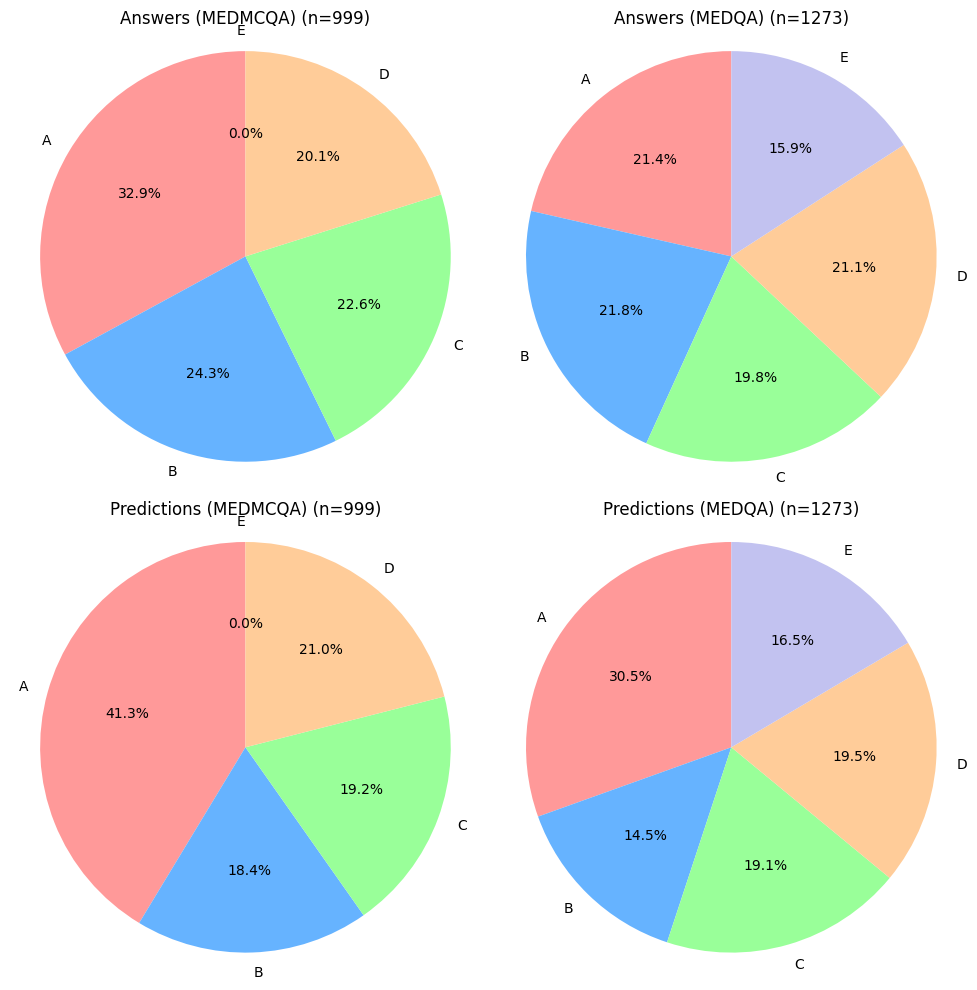 Answers (MEDMCQA) (n=999)
E
D
A
0.0%
20.1%
32.9%
22.6%
C
24.3%
B
Answers (MEDQA) (n=1273)
E
A
15.9%
21.4%
21.1%
D
21.8%
B
19.8%
C
Predictions (MEDMCQA) (n=999)
E
D
0.0%
21.0%
A
41.3%
19.2%
C
18.4%
B
Predictions (MEDQA) (n=1273)
E
A
16.5%
30.5%
19.5%
D
14.5%
19.1%
B
C